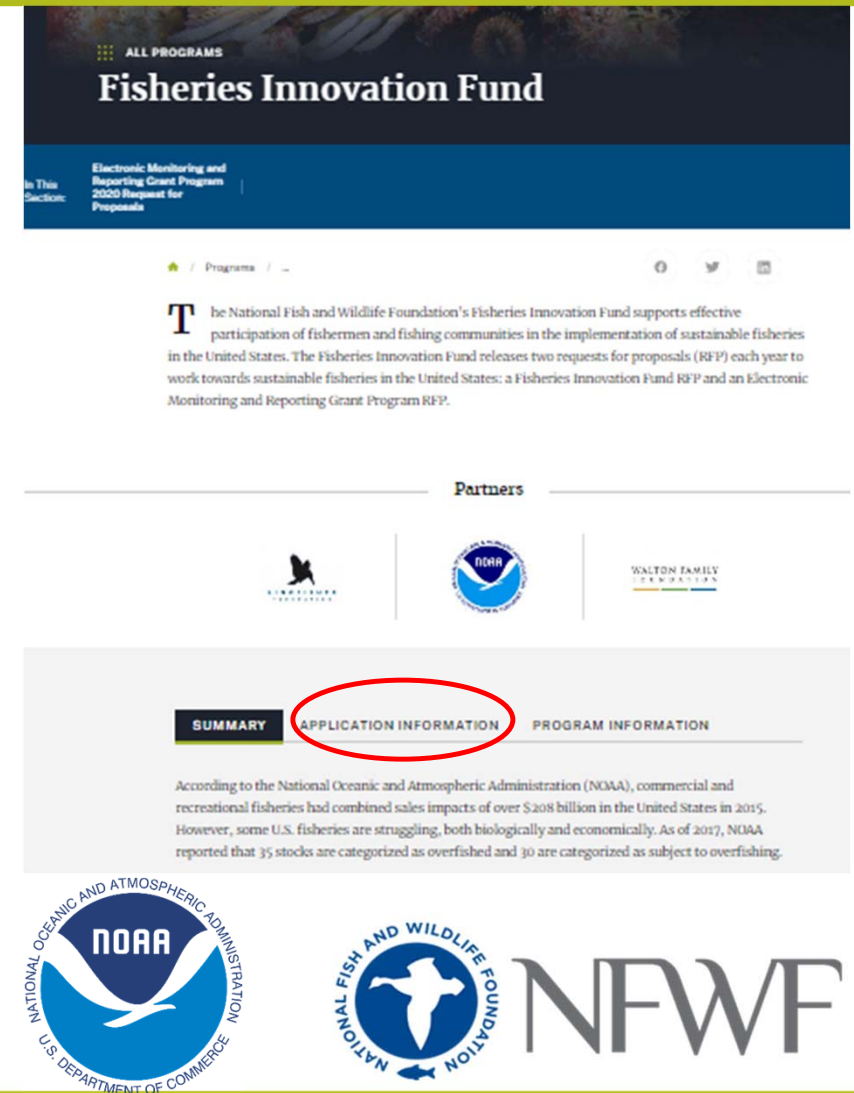 ALL PROGRAMS
Fisheries Innovation Fund
In This
Section:
Electronic Monitoring and
Reporting Grant Program
2020 Request for
Proposals
/ Programs / ...
The National Fish and Wildlife Foundation's Fisheries Innovation Fund supports effective
participation of fishermen and fishing communities in the implementation of sustainable fisheries
in the United States. The Fisheries Innovation Fund releases two requests for proposals (RFP) each year to
work towards sustainable fisheries in the United States: a Fisheries Innovation Fund RFP and an Electronic
Monitoring and Reporting Grant Program RFP.
Partners
NOAA
WALTON FAMILY
FOUNDATION
SUMMARY APPLICATION INFORMATION PROGRAM INFORMATION
According to the National Oceanic and Atmospheric Administration (NOAA), commercial and
recreational fisheries had combined sales impacts of over $208 billion in the United States in 2015.
However, some U.S. fisheries are struggling, both biologically and economically. As of 2017, NOAA
reported that 35 stocks are categorized as overfished and 30 are categorized as subject to overfishing.
NATIONAL OCEANIC AND ATMOSPHERIC ADMINISTRATION
NOAA
U.S. DEPARTMENT OF COMMERCE
NATIONAL FISH AND WILDLIFE FOUNDATION
NFWF